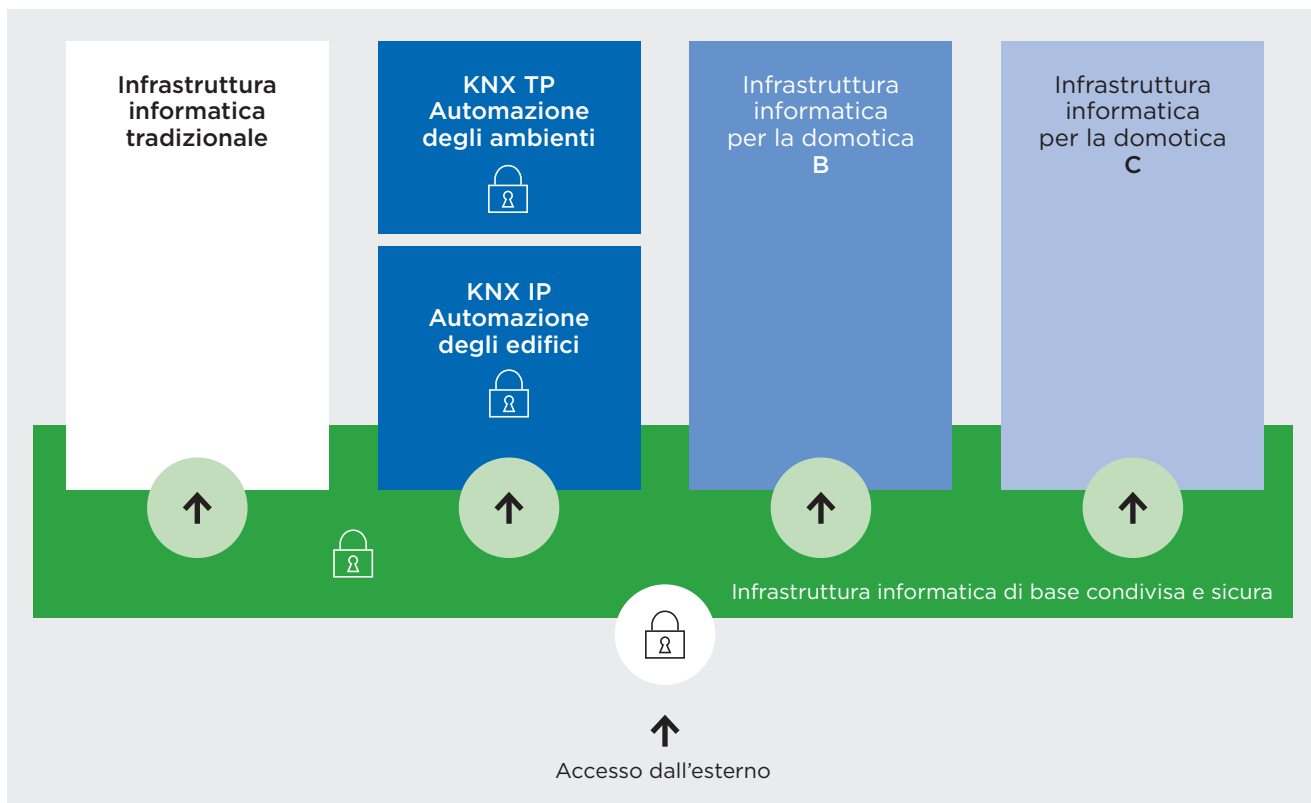 Infrastruttura
informatica
tradizionale
KNX TP
Automazione
degli ambienti
KNX IP
Automazione
degli edifici
Infrastruttura
informatica
per la domotica
B
Infrastruttura
informatica
per la domotica
C
Infrastruttura informatica di base condivisa e sicura
Accesso dall’esterno